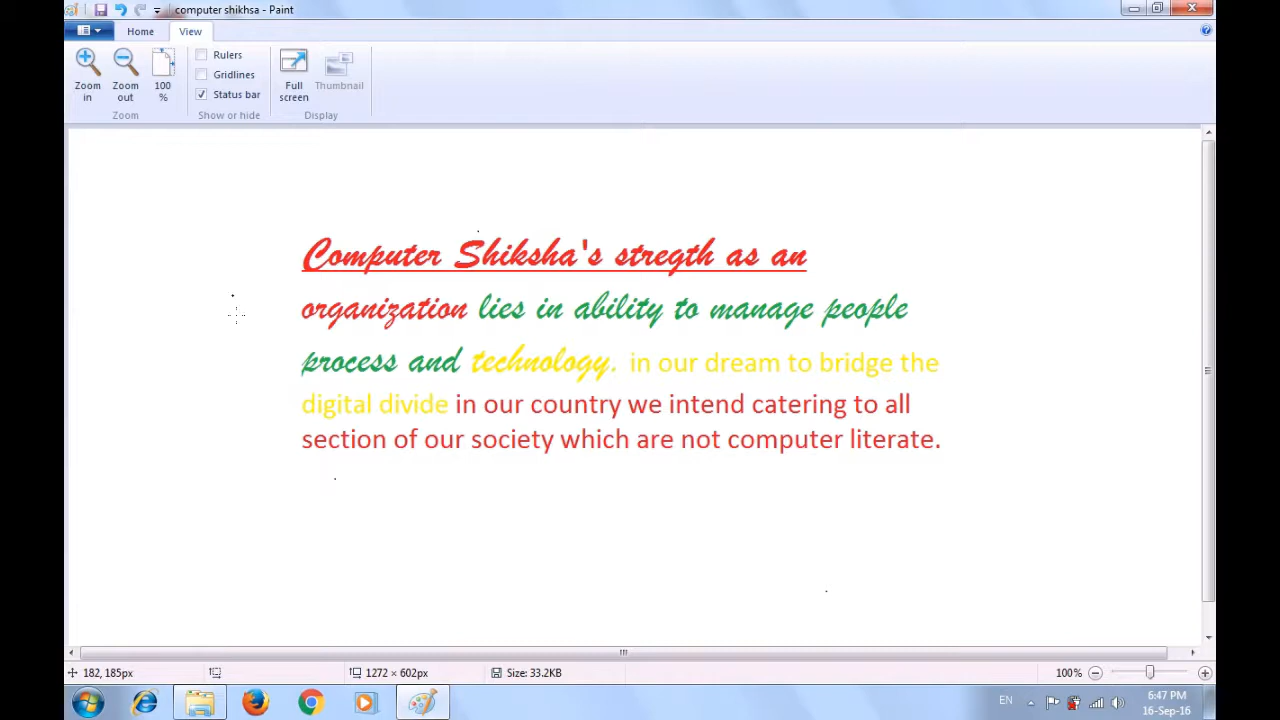 computer shikhsa - Paint
Home View
Zoom in
Zoom out
100 %
Rulers
Gridlines
Status bar
Full screen
Thumbnail
Zoom
Show or hide
Display
Computer Shiksha's stregth as an
organization lies in ability to manage people
process and technology. in our dream to bridge the
digital divide in our country we intend catering to all
section of our society which are not computer literate.
182, 185px
1272 × 602px
Size: 33.2KB
100%
EN
6:47 PM
16-Sep-16